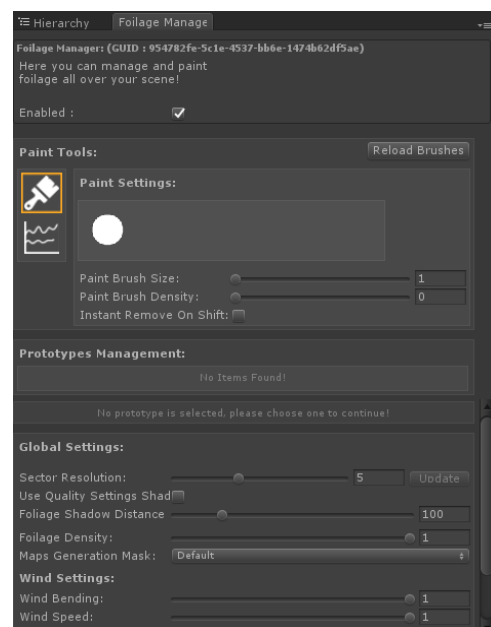 Hierarchy
Foilage Manage
Foilage Manager: (GUID : 954782fe-5c1e-4537-bb6e-1474b62df5ae)
Here you can manage and paint
foilage all over your scene!
Enabled :
Paint Tools:
Reload Brushes
Paint Settings:
Paint Brush Size: 1
Paint Brush Density: 0
Instant Remove On Shift:
Prototypes Management:
No Items Found!
No prototype is selected, please choose one to continue!
Global Settings:
Sector Resolution: 5 Update
Use Quality Settings Shad
Foliage Shadow Distance 100
Foilage Density: 1
Maps Generation Mask: Default
Wind Settings:
Wind Bending: 1
Wind Speed: 1